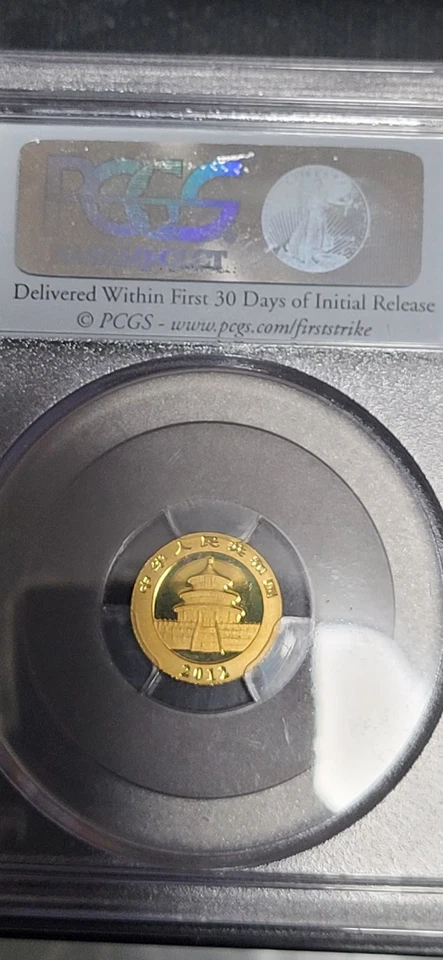 PCGS
Delivered Within First 30 Days of Initial Release
© PCGS - www.pcgs.com/firststrike
中华人民共和国
2012